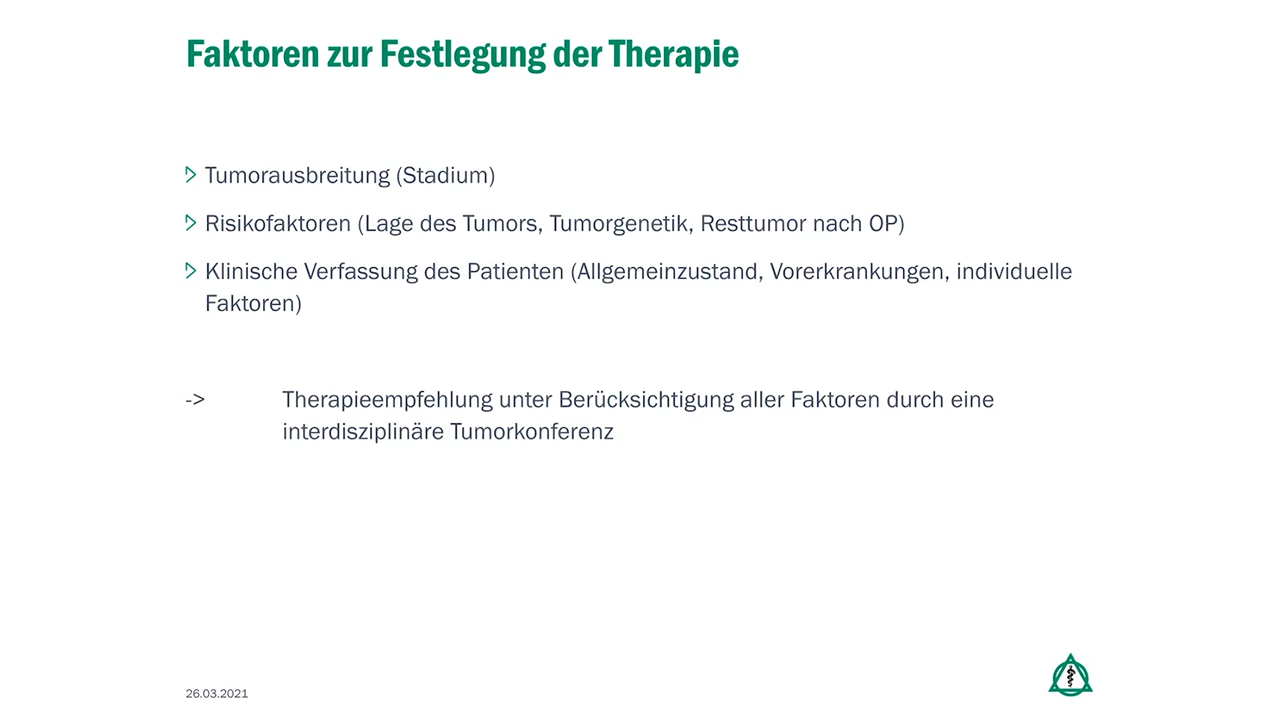 Faktoren zur Festlegung der Therapie
Tumorausbreitung (Stadium)
Risikofaktoren (Lage des Tumors, Tumorgenetik, Resttumor nach OP)
Klinische Verfassung des Patienten (Allgemeinzustand, Vorerkrankungen, individuelle
Faktoren)
-> Therapieempfehlung unter Berücksichtigung aller Faktoren durch eine
interdisziplinäre Tumorkonferenz
26.03.2021